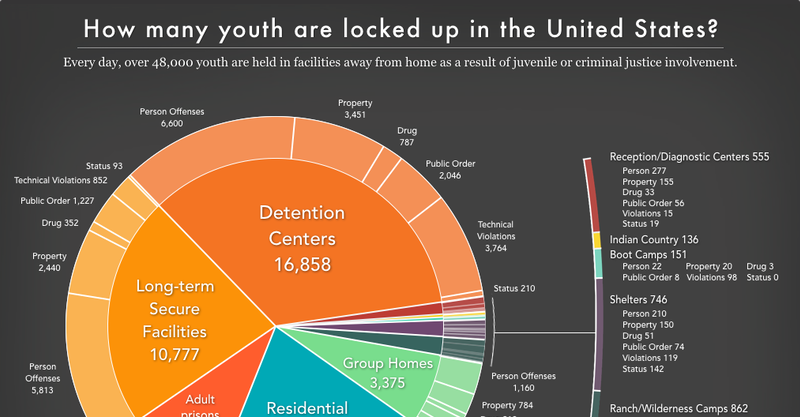 How many youth are locked up in the United States?
Every day, over 48,000 youth are held in facilities away from home as a result of juvenile or criminal justice involvement.
Person Offenses
6,600
Property
3,451
Drug
787
Public Order
2,046
Technical
Violations
3,764
Status 210
Detention
Centers
16,858
Status 93
Technical Violations 852
Public Order 1,227
Drug 352
Property
2,440
Person
Offenses
5,813
Long-term
Secure
Facilities
10,777
Adult
prisons
Residential
Group Homes
3,375
Person Offenses
1,160
Property 784
Reception/Diagnostic Centers 555
Person 277
Property 155
Drug 33
Public Order 56
Violations 15
Status 19
Indian Country 136
Boot Camps 151
Person 22 Property 20 Drug 3
Public Order 8 Violations 98 Status 0
Shelters 746
Person 210
Property 150
Drug 51
Public Order 74
Violations 119
Status 142
Ranch/Wilderness Camps 862